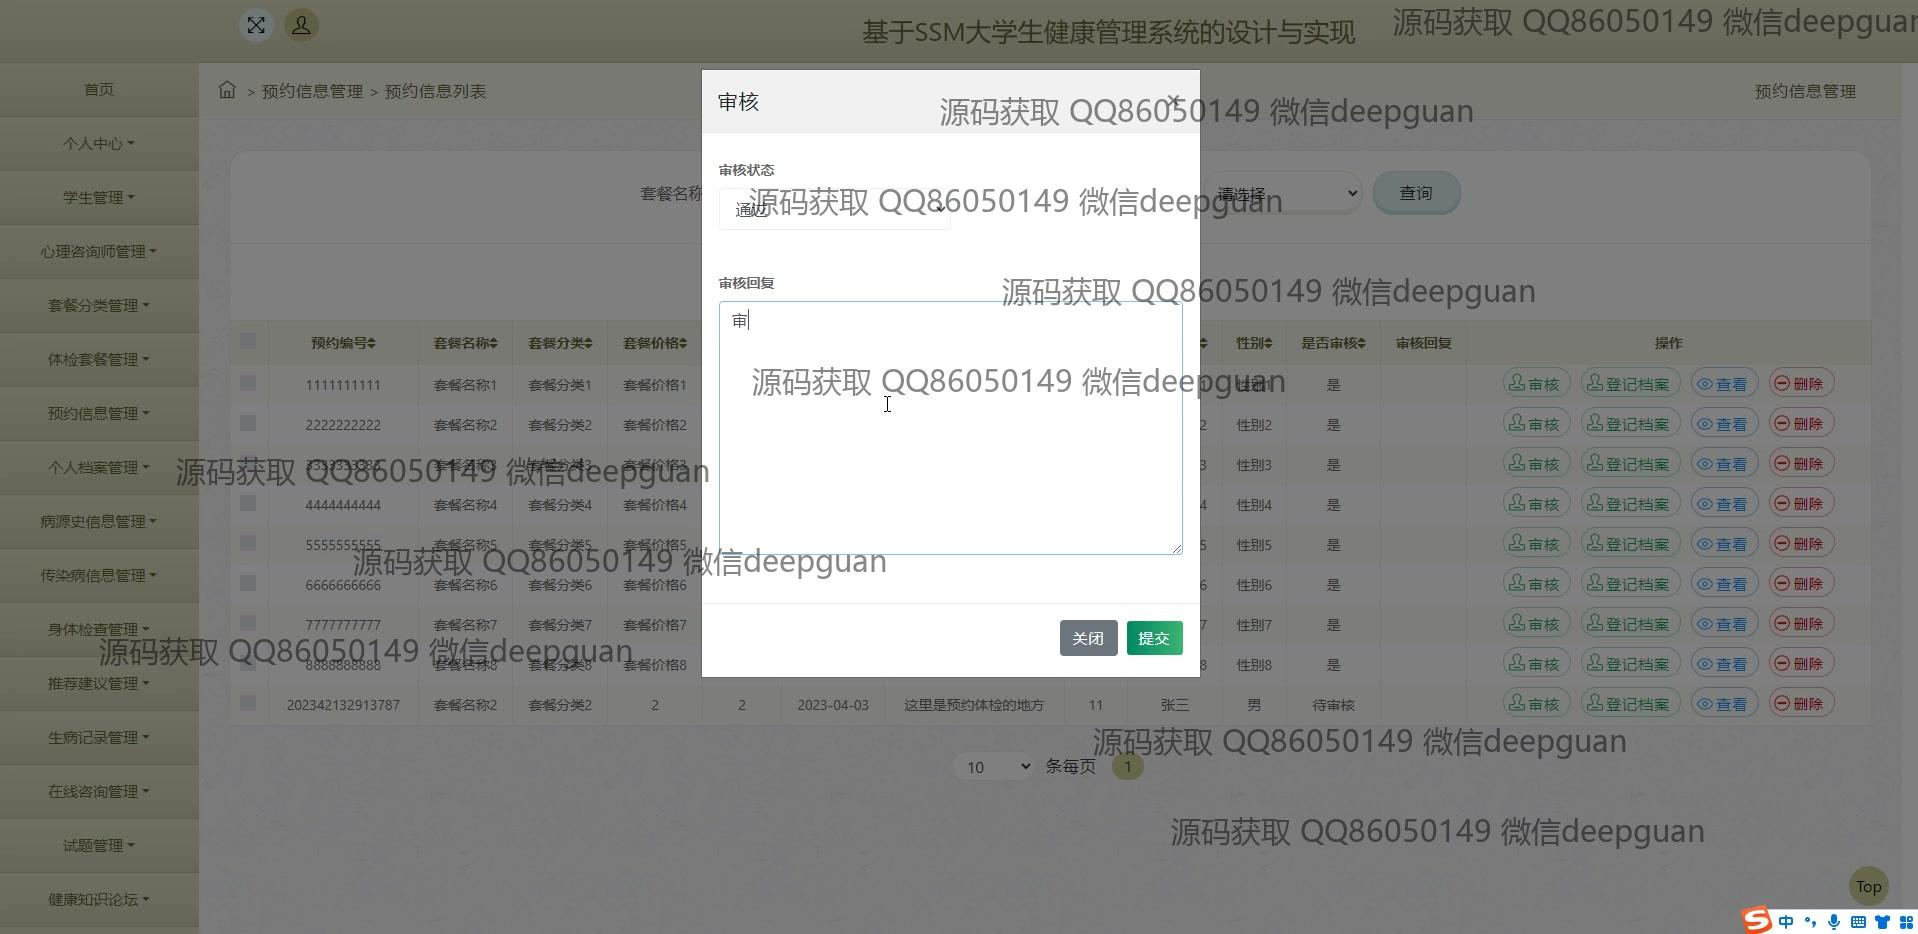 基于SSM大学生健康管理系统的设计与实现
源码获取 QQ86050149 微信deepguan
首页
个人中心
学生管理
心理咨询师管理
套餐分类管理
体检套餐管理
预约信息管理
个人档案管理
病源史信息管理
传染病信息管理
身体检查管理
推荐建议管理
生病记录管理
在线咨询管理
试题管理
健康知识论坛
> 预约信息管理 > 预约信息列表
预约信息管理
审核
源码获取 QQ86050149 微信deepguan
审核状态
通过
源码获取 QQ86050149 微信deepguan
套餐名称
请选择
查询
审核回复
源码获取 QQ86050149 微信deepguan
审
源码获取 QQ86050149 微信deepguan
关闭
提交
预约编号 套餐名称 套餐分类 套餐价格 性别 是否审核 审核回复 操作
1111111111 套餐名称1 套餐分类1 套餐价格1 性别1 是 审核 登记档案 查看 删除
2222222222 套餐名称2 套餐分类2 套餐价格2 2 性别2 是 审核 登记档案 查看 删除
3333333333 套餐名称3 套餐分类3 套餐价格3 3 性别3 是 审核 登记档案 查看 删除
源码获取 QQ86050149 微信deepguan
4444444444 套餐名称4 套餐分类4 套餐价格4 4 性别4 是 审核 登记档案 查看 删除
5555555555 套餐名称5 套餐分类5 套餐价格5 5 性别5 是 审核 登记档案 查看 删除
源码获取 QQ86050149 微信deepguan
6666666666 套餐名称6 套餐分类6 套餐价格6 6 性别6 是 审核 登记档案 查看 删除
7777777777 套餐名称7 套餐分类7 套餐价格7 7 性别7 是 审核 登记档案 查看 删除
源码获取 QQ86050149 微信deepguan
8888888888 套餐名称8 套餐分类8 套餐价格8 8 性别8 是 审核 登记档案 查看 删除
202342132913787 套餐名称2 套餐分类2 2 2 2023-04-03 这里是预约体检的地方 11 张三 男 待审核 审核 登记档案 查看 删除
源码获取 QQ86050149 微信deepguan
10 条每页 1
源码获取 QQ86050149 微信deepguan
Top
中